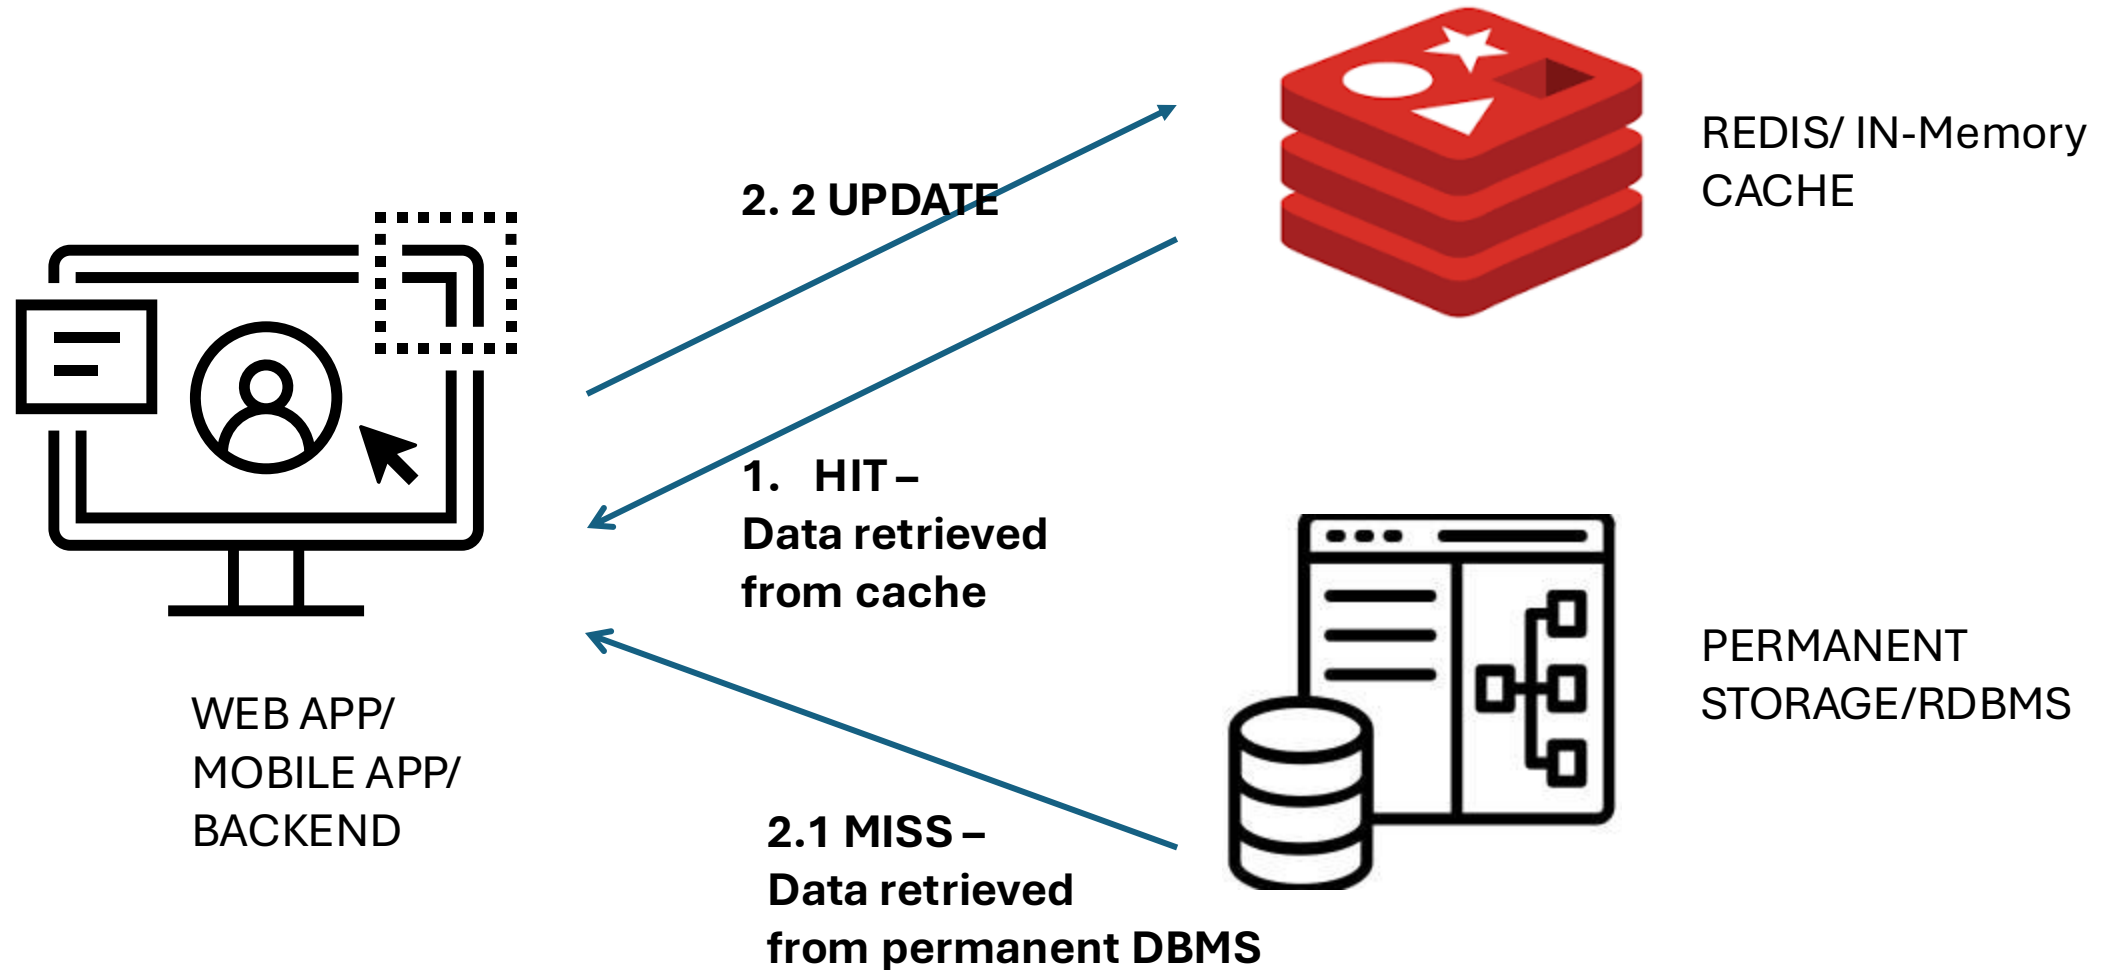 2. 2 UPDATE
REDIS/ IN-Memory
CACHE
1. HIT –
Data retrieved
from cache
WEB APP/
MOBILE APP/
BACKEND
PERMANENT
STORAGE/RDBMS
2.1 MISS –
Data retrieved
from permanent DBMS